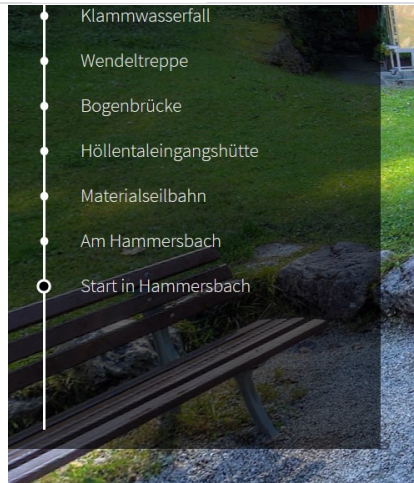 Klammwasserfall
Wendeltreppe
Bogenbrücke
Höllentaleingangshütte
Materialseilbahn
Am Hammersbach
Start in Hammersbach